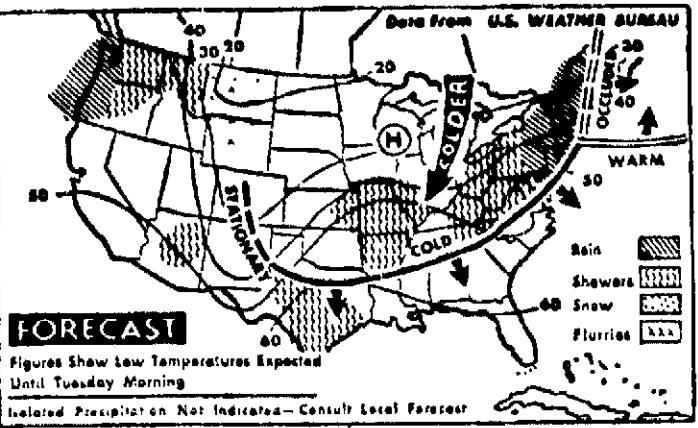 Data From U.S. WEATHER BUREAU
40
30
20
20
30
40
OCCLUDED
COLDER
H
WARM
50
50
STATIONARY
COLD
Rain
Showers
Snow
Flurries
60
60
FORECAST
Figures Show Low Temperatures Expected
Until Tuesday Morning
Isolated Precipitation Not Indicated—Consult Local Forecast